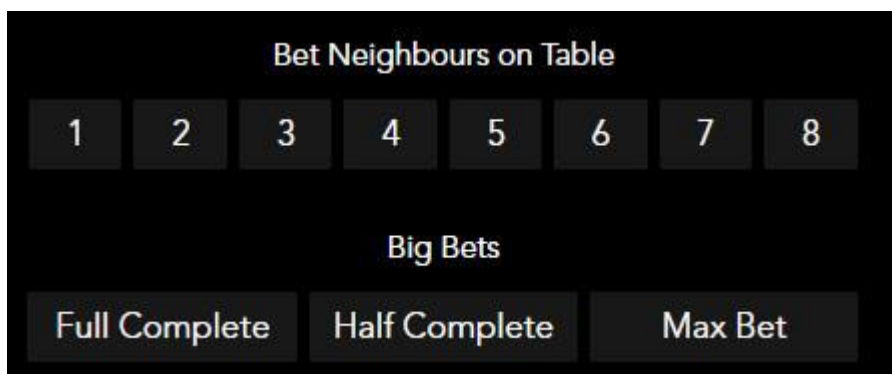 Bet Neighbours on Table
1 2 3 4 5 6 7 8
Big Bets
Full Complete Half Complete Max Bet